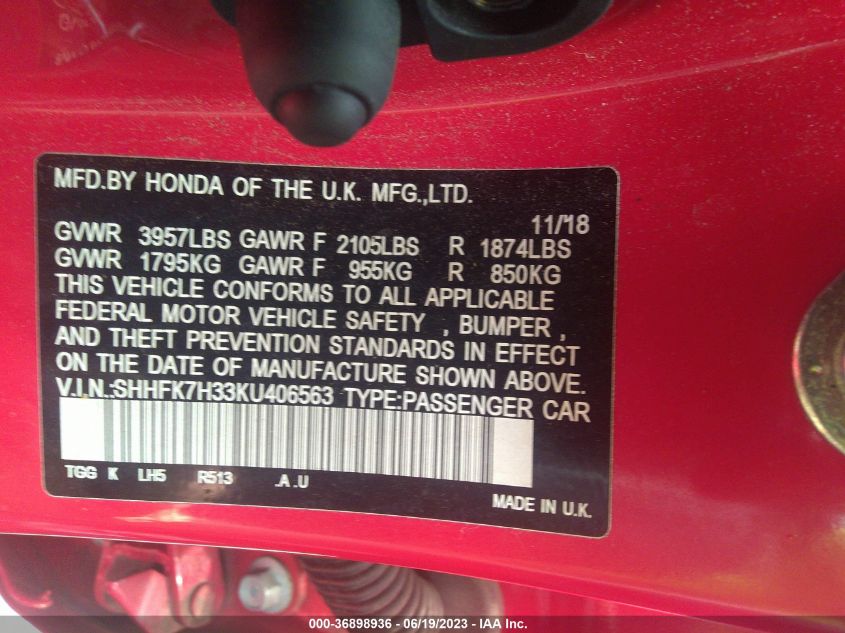 MFD.BY HONDA OF THE U.K. MFG.,LTD.
11/'18
GVWR 3957LBS GAWR F 2105LBS R 1874LBS
GVWR 1795KG GAWR F 955KG R 850KG
THIS VEHICLE CONFORMS TO ALL APPLICABLE
FEDERAL MOTOR VEHICLE SAFETY , BUMPER ,
AND THEFT PREVENTION STANDARDS IN EFFECT
ON THE DATE OF MANUFACTURE SHOWN ABOVE.
V.I.N.:SHHFK7H33KU406563 TYPE:PASSENGER CAR
TGG K LH5 R513 .A .U
MADE IN U.K.
000-36898936 - 06/19/2023 - IAA Inc.